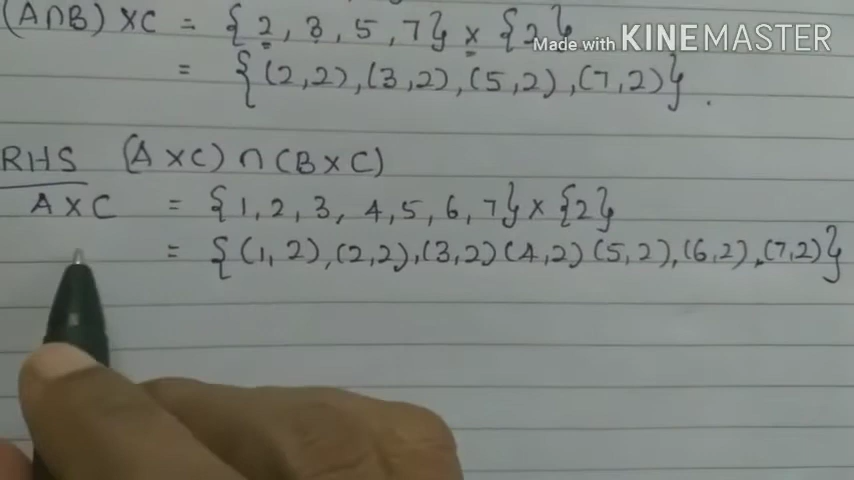 (A∩B) ×C = {2, 3, 5, 7} × {2}
Made with KINEMASTER
= {(2,2),(3,2),(5,2),(7,2)}.
RHS (A×C)∩(B×C)
A×C = {1,2,3, 4,5,6,7}×{2}
= {(1,2),(2,2),(3,2)(4,2)(5,2),(6,2),(7,2)}